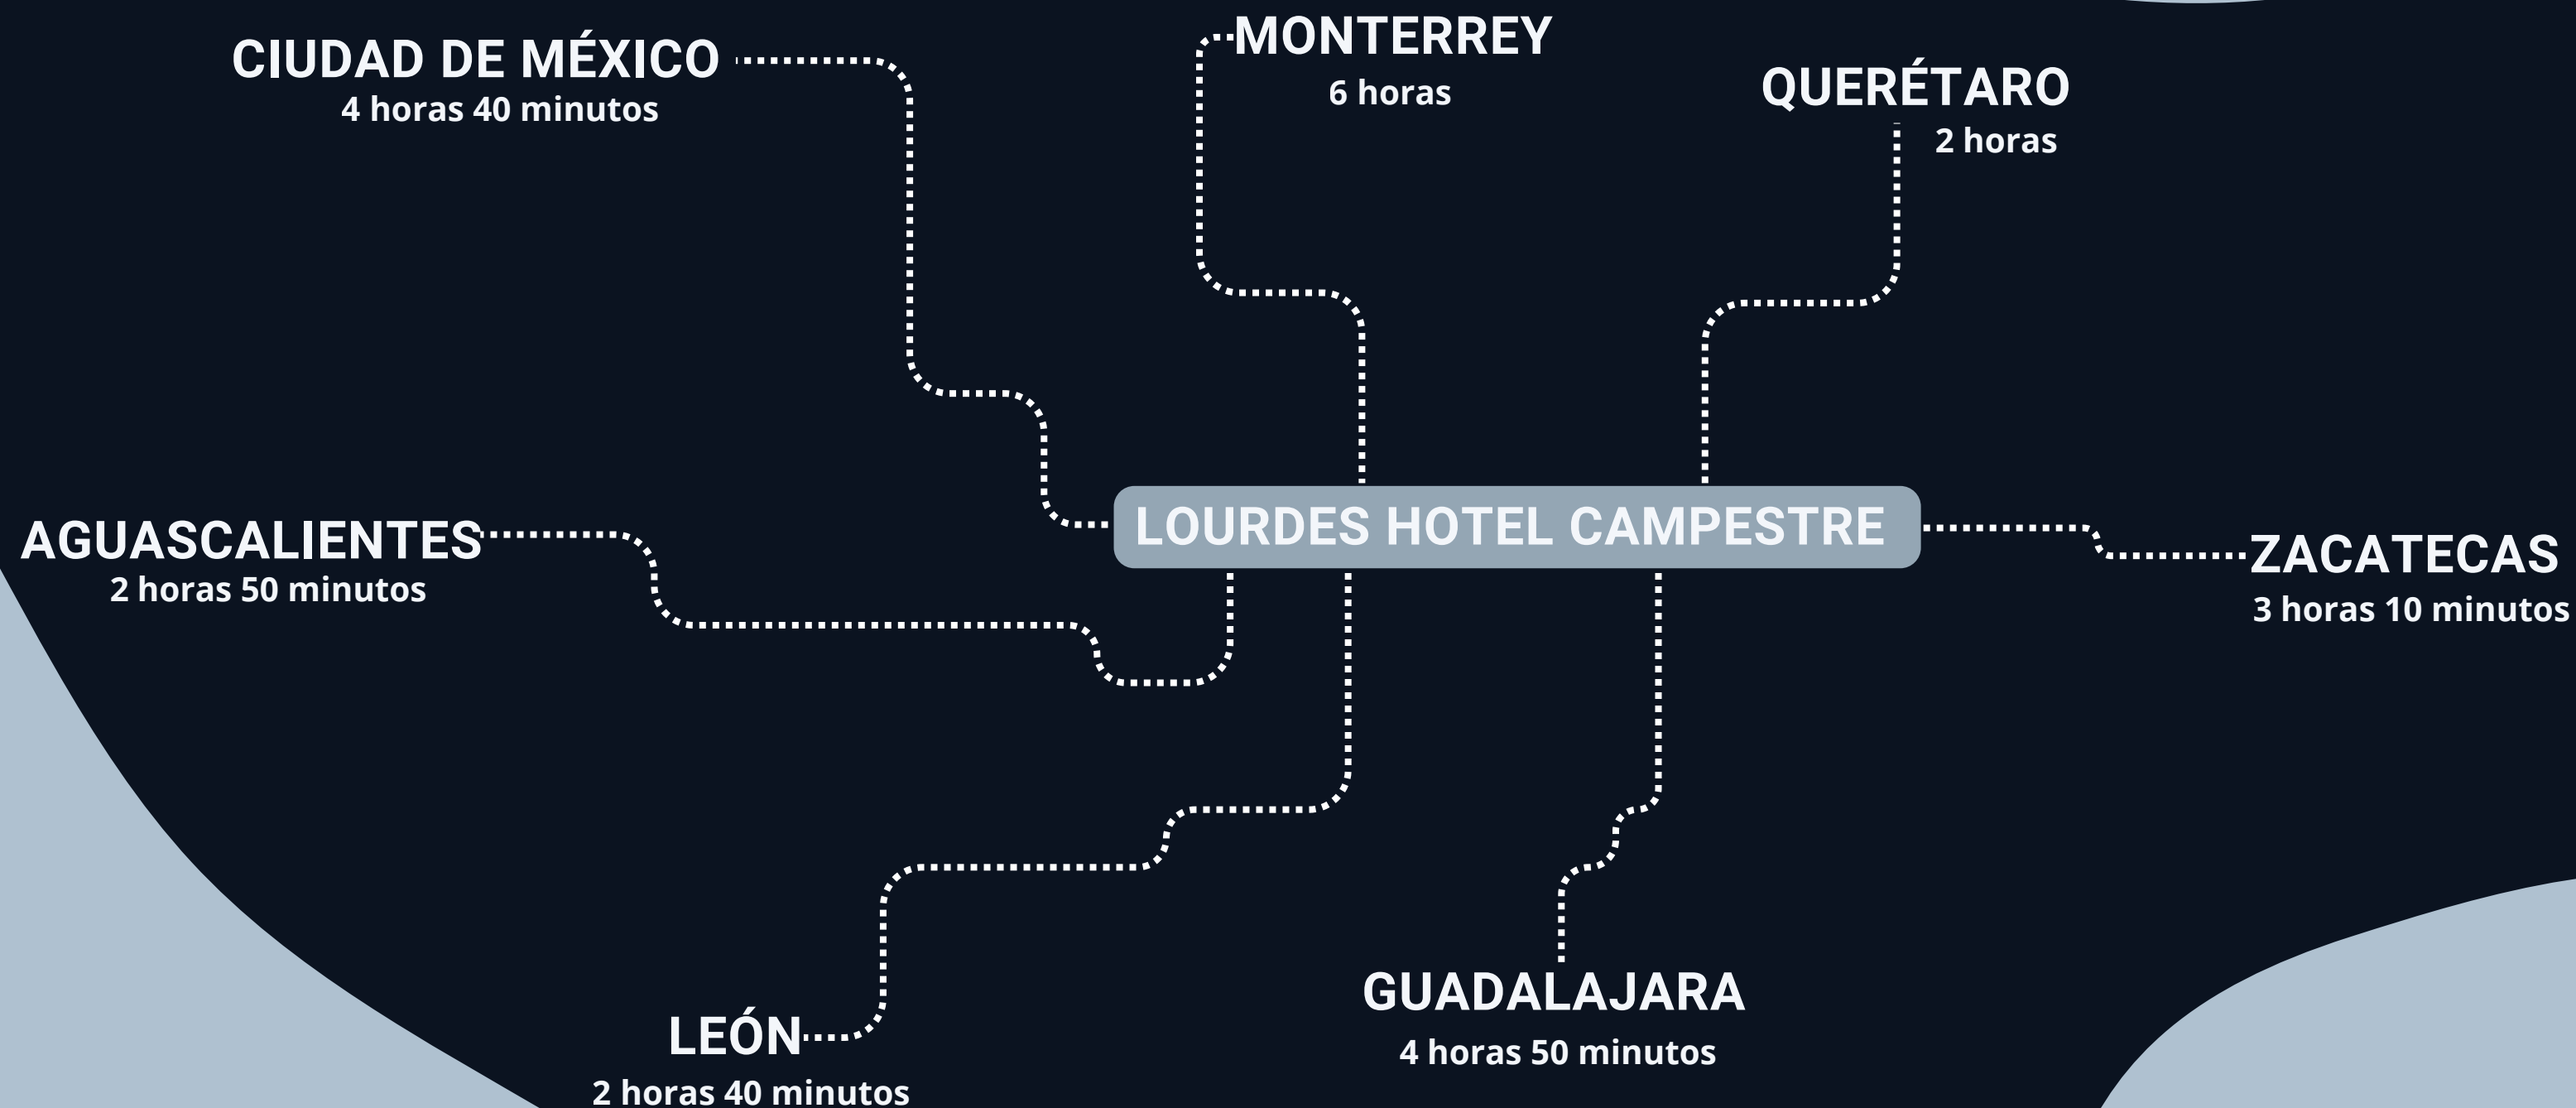 CIUDAD DE MÉXICO
4 horas 40 minutos
MONTERREY
6 horas
QUERÉTARO
2 horas
AGUASCALIENTES
2 horas 50 minutos
LOURDES HOTEL CAMPESTRE
ZACATECAS
3 horas 10 minutos
LEÓN
2 horas 40 minutos
GUADALAJARA
4 horas 50 minutos